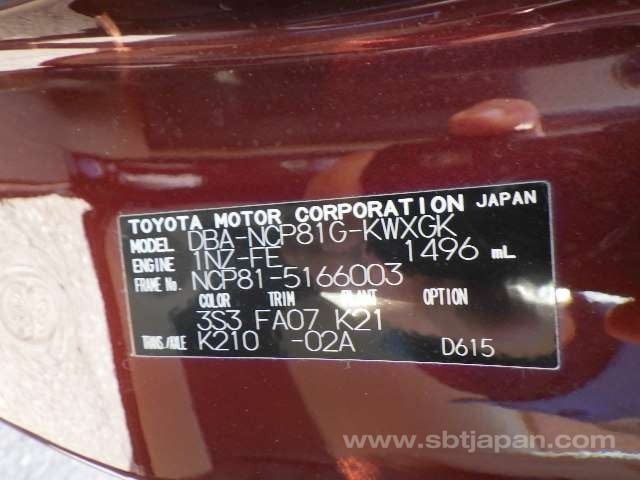 TOYOTA MOTOR CORPORATION JAPAN
MODEL DBA-NCP81G-KWXGK
ENGINE 1NZ-FE 1496 mL
FRAME No. NCP81-5166003
COLOR TRIM PLANT OPTION
3S3 FA07 K21
TRNS/AXLE K210 -02A D615
www.sbtjapan.com